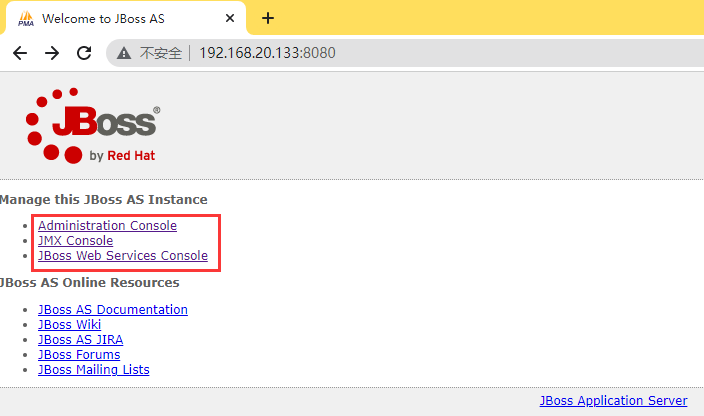 PMA Welcome to JBoss AS
不安全 192.168.20.133:8080
JBoss®
by Red Hat
Manage this JBoss AS Instance
Administration Console
JMX Console
JBoss Web Services Console
JBoss AS Online Resources
JBoss AS Documentation
JBoss Wiki
JBoss AS JIRA
JBoss Forums
JBoss Mailing Lists
JBoss Application Server